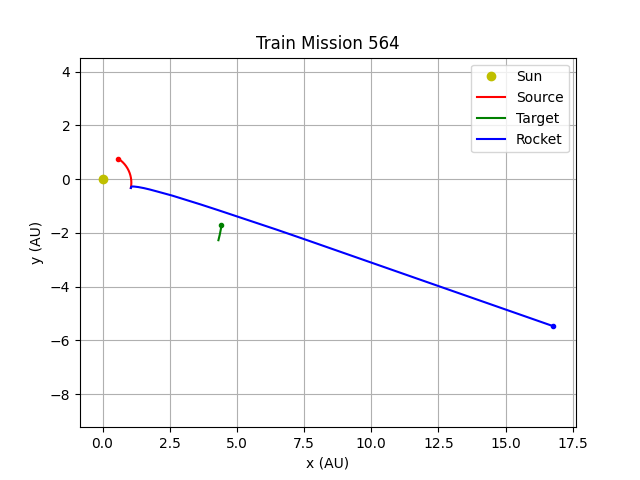 Train Mission 564
Sun
Source
Target
Rocket
4
2
0
−2
−4
−6
−8
y (AU)
0.0 2.5 5.0 7.5 10.0 12.5 15.0 17.5
x (AU)